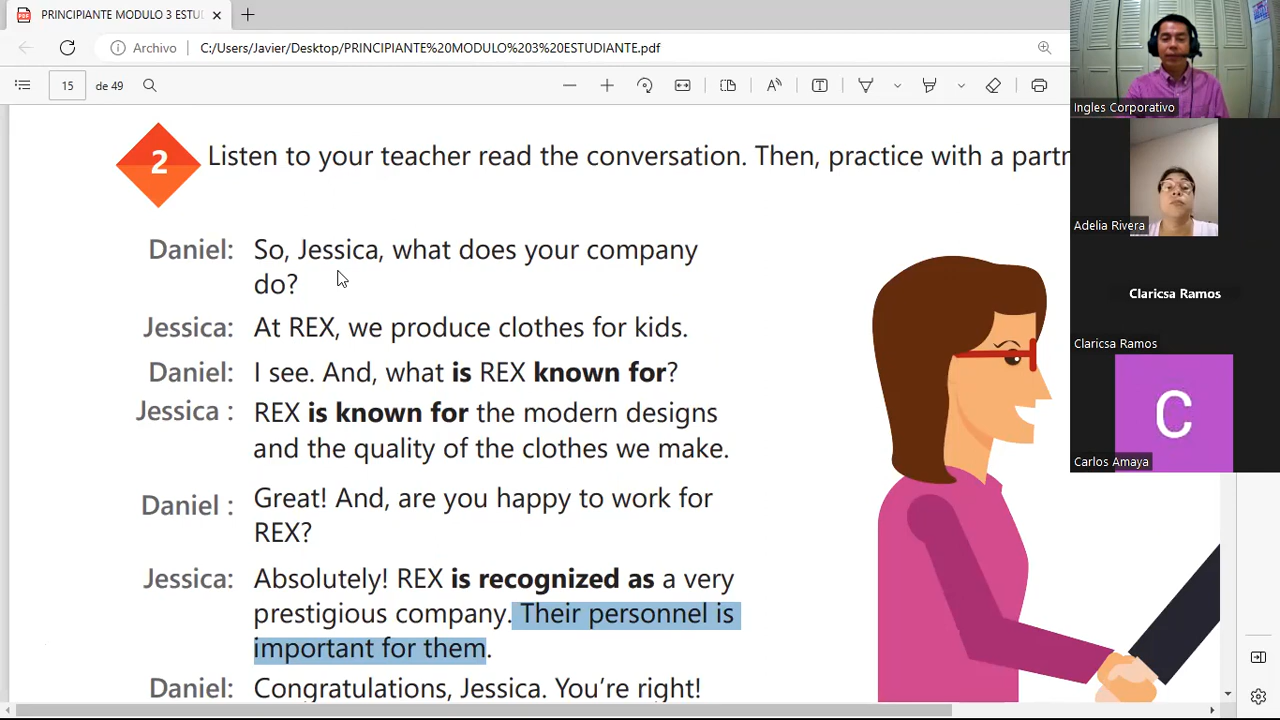 PRINCIPIANTE MODULO 3 ESTUD
Archivo C:/Users/Javier/Desktop/PRINCIPIANTE%20MODULO%203%20ESTUDIANTE.pdf
15 de 49
2 Listen to your teacher read the conversation. Then, practice with a partn
Daniel: So, Jessica, what does your company
do?
Jessica: At REX, we produce clothes for kids.
Daniel: I see. And, what is REX known for?
Jessica : REX is known for the modern designs
and the quality of the clothes we make.
Daniel : Great! And, are you happy to work for
REX?
Jessica: Absolutely! REX is recognized as a very
prestigious company. Their personnel is
important for them.
Daniel: Congratulations, Jessica. You're right!
Ingles Corporativo
Adelia Rivera
Claricsa Ramos
Claricsa Ramos
C
Carlos Amaya